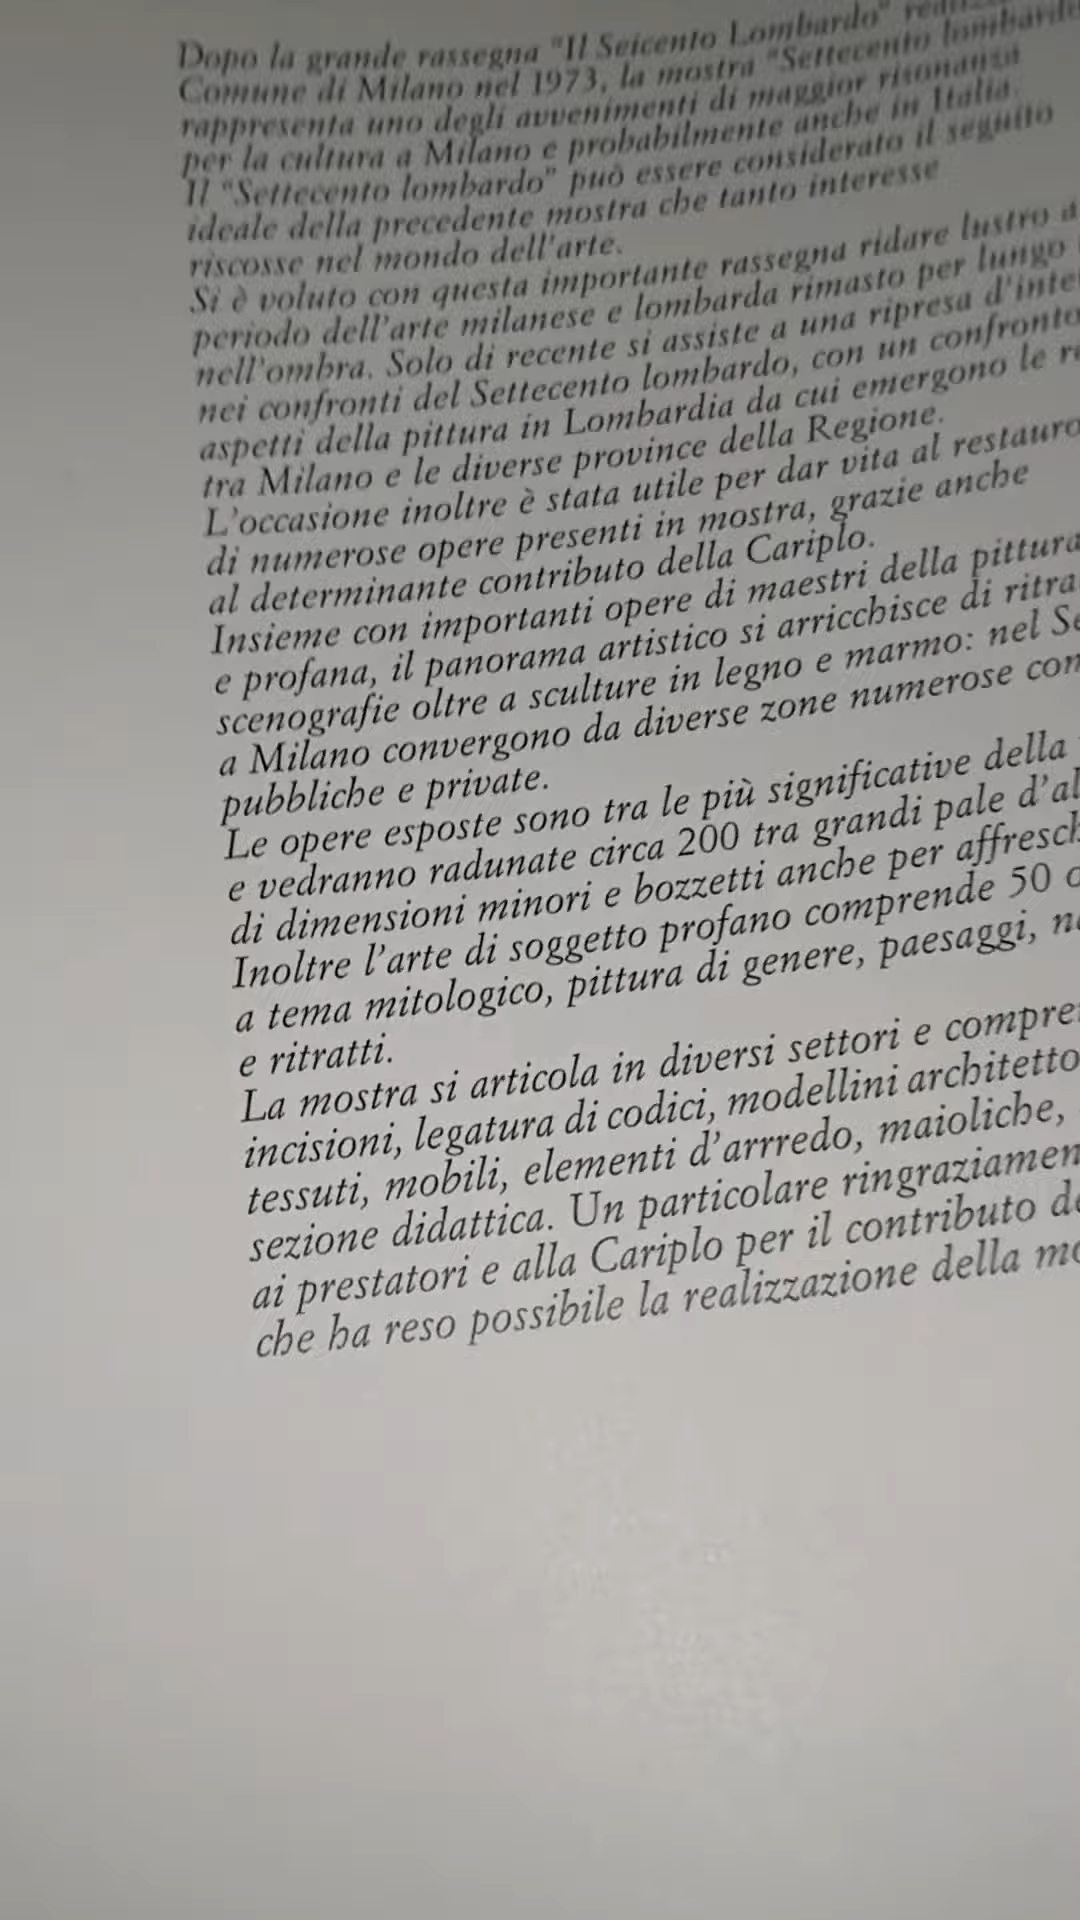 Dopo la grande rassegna "Il Seicento Lombardo"
Comune di Milano nel 1973, la mostra "Settecento lombardo
rappresenta uno degli avvenimenti di maggior risonanza
per la cultura a Milano e probabilmente anche in Italia.
Il "Settecento lombardo" può essere considerato il seguito
ideale della precedente mostra che tanto interesse
riscosse nel mondo dell'arte.
Si è voluto con questa importante rassegna ridare lustro a
periodo dell'arte milanese e lombarda rimasto per lungo
nell'ombra. Solo di recente si assiste a una ripresa d'inte
nei confronti del Settecento lombardo, con un confronto
aspetti della pittura in Lombardia da cui emergono le
tra Milano e le diverse province della Regione.
L'occasione inoltre è stata utile per dar vita al restauro
di numerose opere presenti in mostra, grazie anche
al determinante contributo della Cariplo.
Insieme con importanti opere di maestri della pittura
e profana, il panorama artistico si arricchisce di ritra
scenografie oltre a sculture in legno e marmo: nel Se
a Milano convergono da diverse zone numerose com
pubbliche e private.
Le opere esposte sono tra le più significative della
e vedranno radunate circa 200 tra grandi pale d'al
di dimensioni minori e bozzetti anche per affresch
Inoltre l'arte di soggetto profano comprende 50 o
a tema mitologico, pittura di genere, paesaggi, na
e ritratti.
La mostra si articola in diversi settori e compre
incisioni, legatura di codici, modellini architetto
tessuti, mobili, elementi d'arrredo, maioliche,
sezione didattica. Un particolare ringraziamen
ai prestatori e alla Cariplo per il contributo de
che ha reso possibile la realizzazione della mo